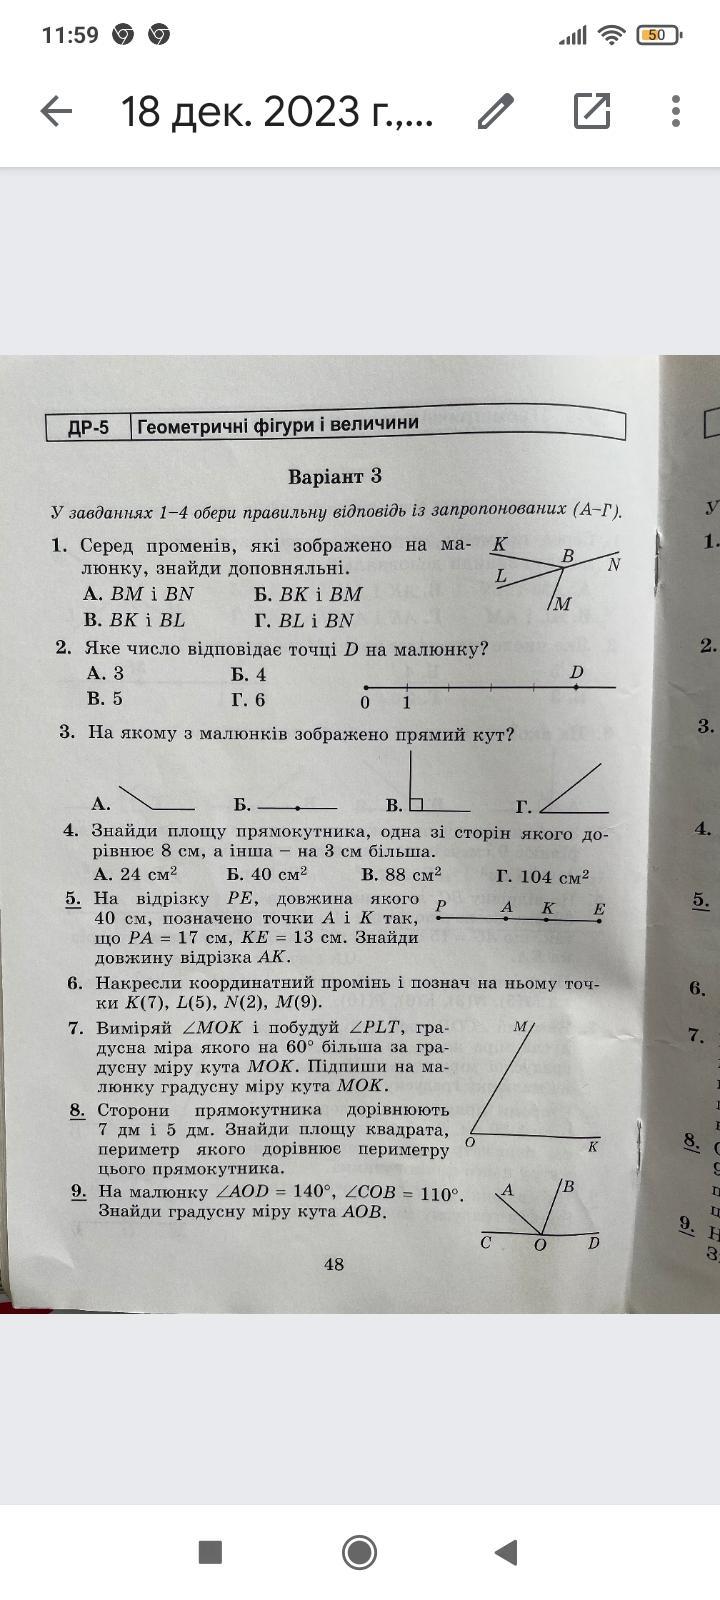 11:59
50
18 дек. 2023 г.,...
ДР-5 Геометричні фігури і величини
Варіант 3
У завданнях 1–4 обери правильну відповідь із запропонованих (А–Г).
1. Серед променів, які зображено на ма-
люнку, знайди доповняльні.
А. BM і BN Б. BK і BM
В. BK і BL Г. BL і BN
K B N L M
2. Яке число відповідає точці D на малюнку?
А. 3 Б. 4
В. 5 Г. 6
D
0 1
3. На якому з малюнків зображено прямий кут?
А. Б. В. Г.
4. Знайди площу прямокутника, одна зі сторін якого до-
рівнює 8 см, а інша – на 3 см більша.
А. 24 см² Б. 40 см² В. 88 см² Г. 104 см²
5. На відрізку PE, довжина якого
40 см, позначено точки A і K так,
що PA = 17 см, KE = 13 см. Знайди
довжину відрізка AK.
P A K E
6. Накресли координатний промінь і познач на ньому точ-
ки K(7), L(5), N(2), M(9).
7. Виміряй ∠MOK і побудуй ∠PLT, гра-
дусна міра якого на 60° більша за гра-
дусну міру кута MOK. Підпиши на ма-
люнку градусну міру кута MOK.
M
O K
8. Сторони прямокутника дорівнюють
7 дм і 5 дм. Знайди площу квадрата,
периметр якого дорівнює периметру
цього прямокутника.
9. На малюнку ∠AOD = 140°, ∠COB = 110°.
Знайди градусну міру кута AOB.
A B
C O D
48
У
1.
2.
3.
4.
5.
6.
7.
8.
9.